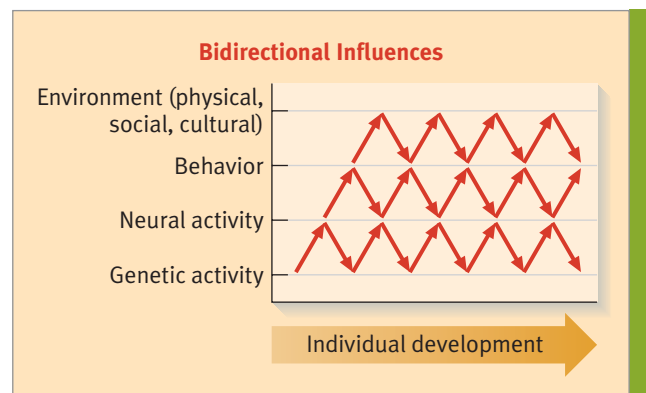 Bidirectional Influences
Environment (physical,
social, cultural)
Behavior
Neural activity
Genetic activity
Individual development